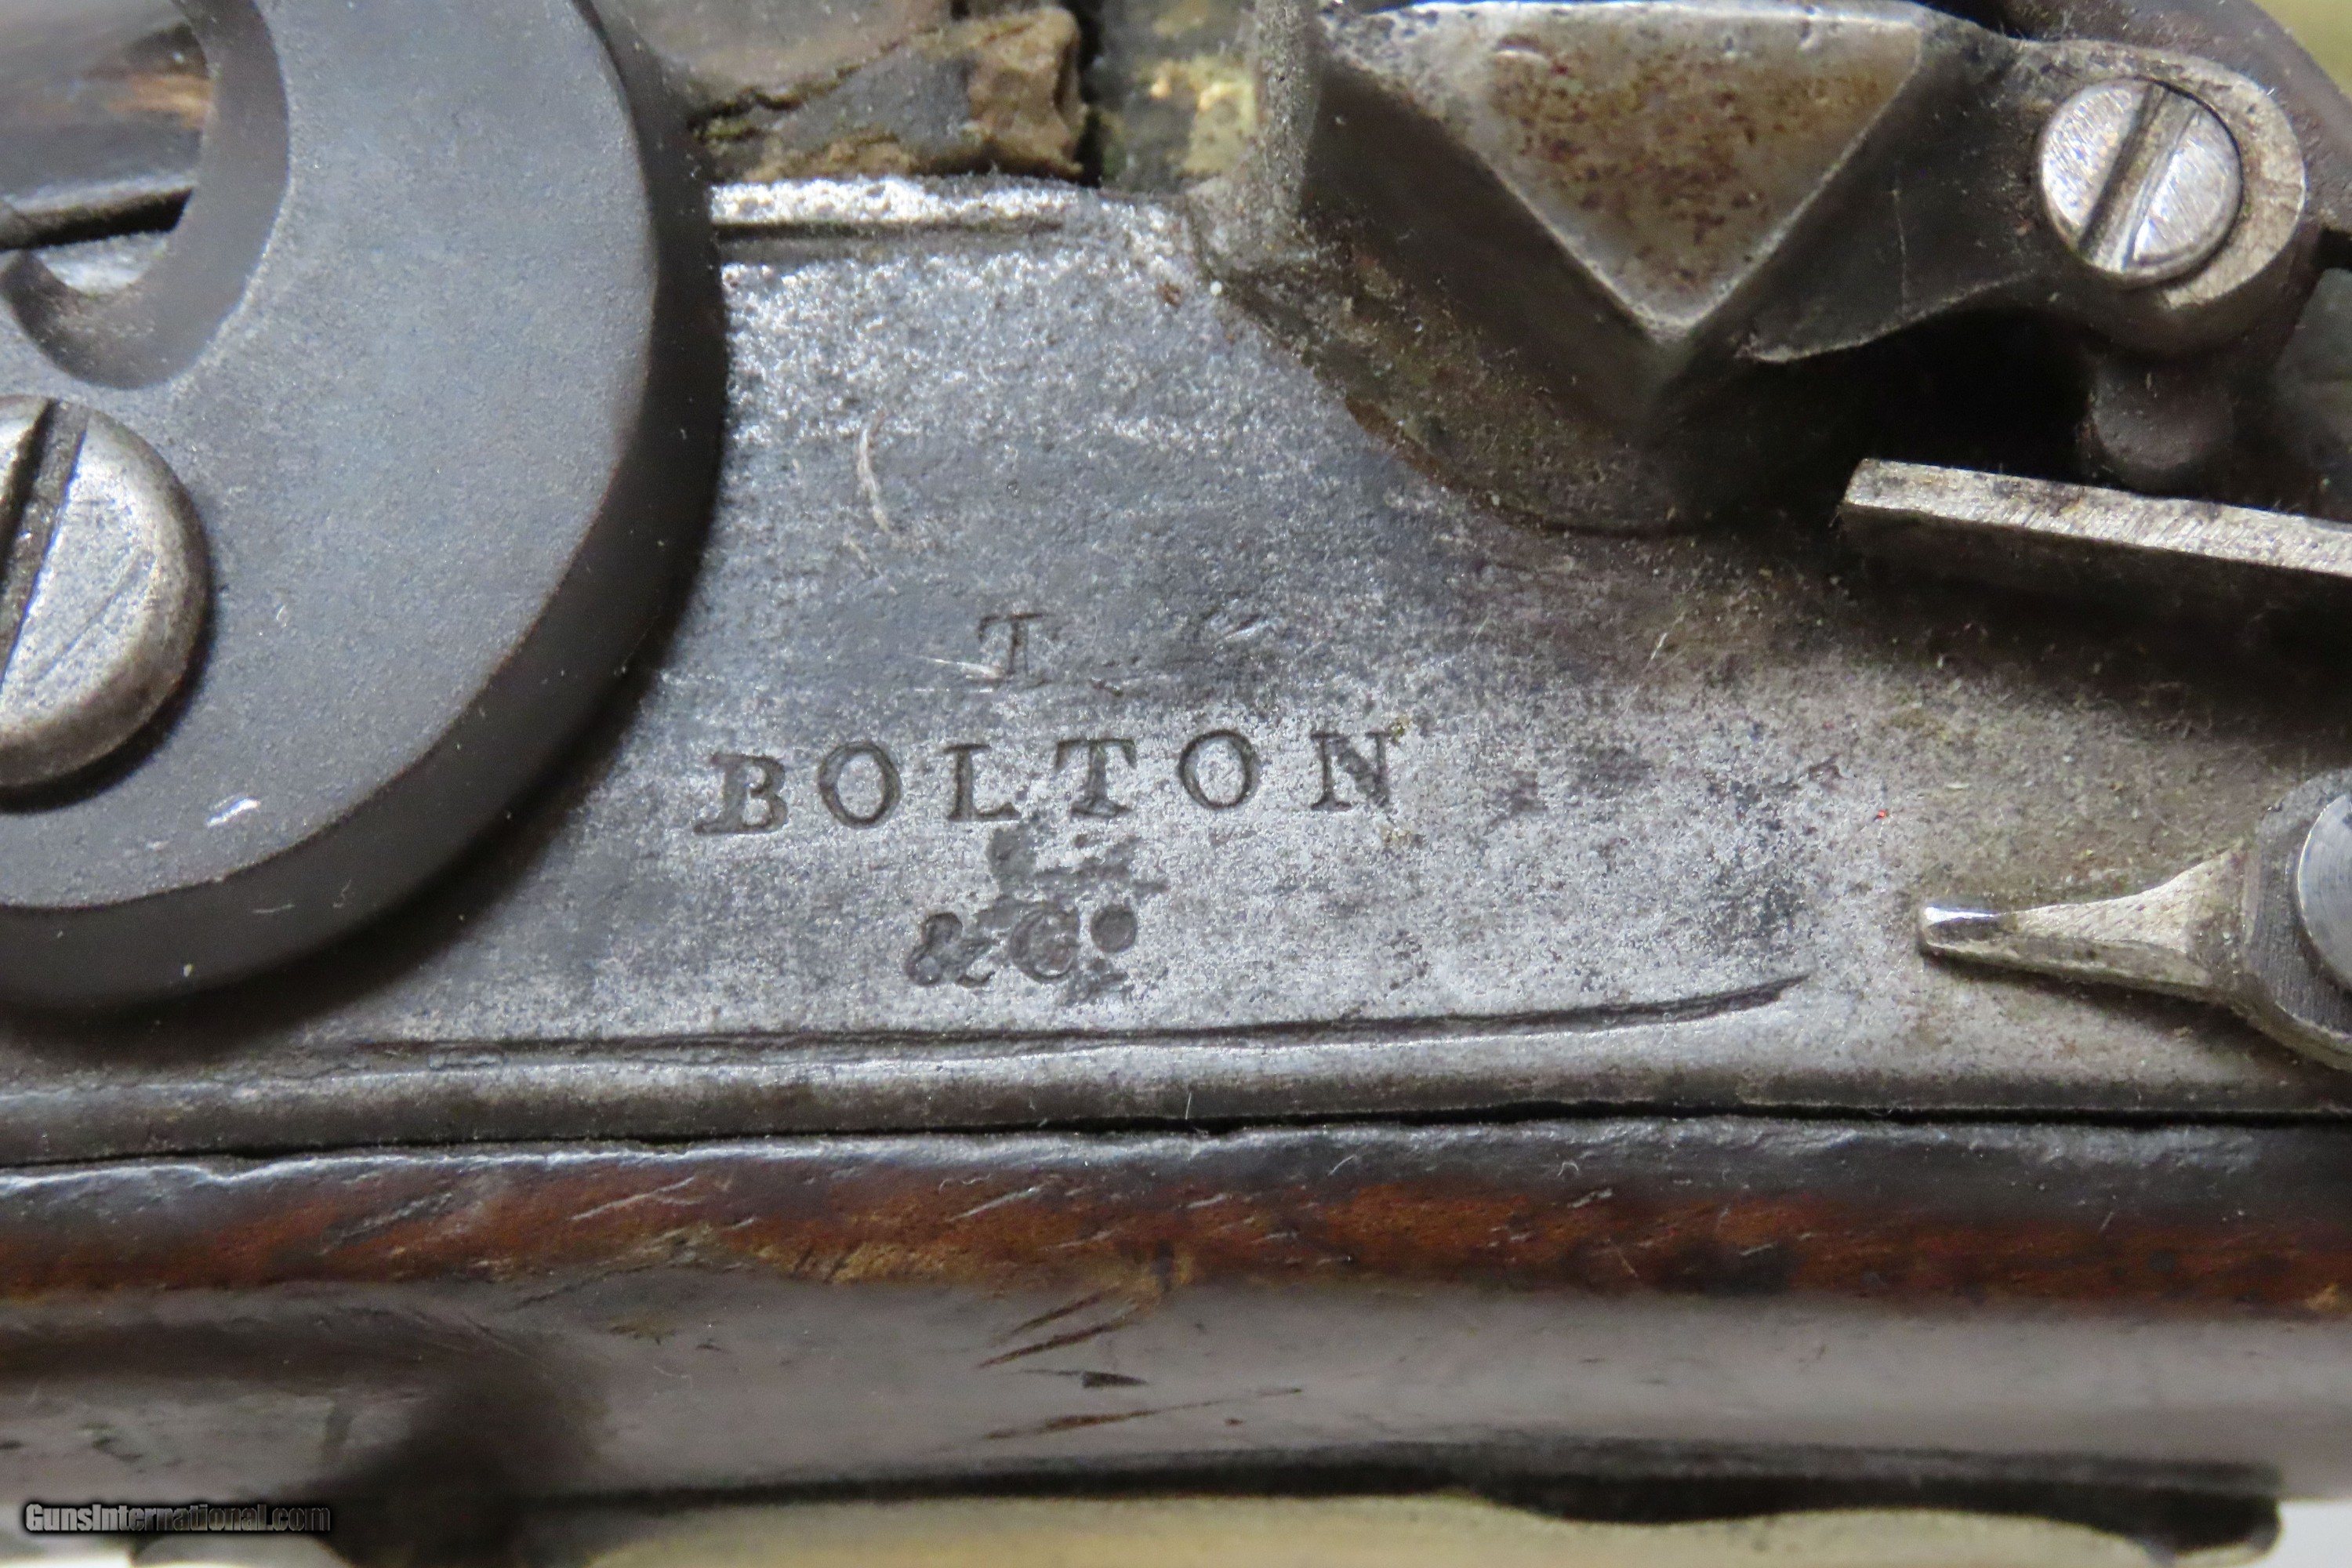 T
BOLTON
& Co
GunsInternational.com